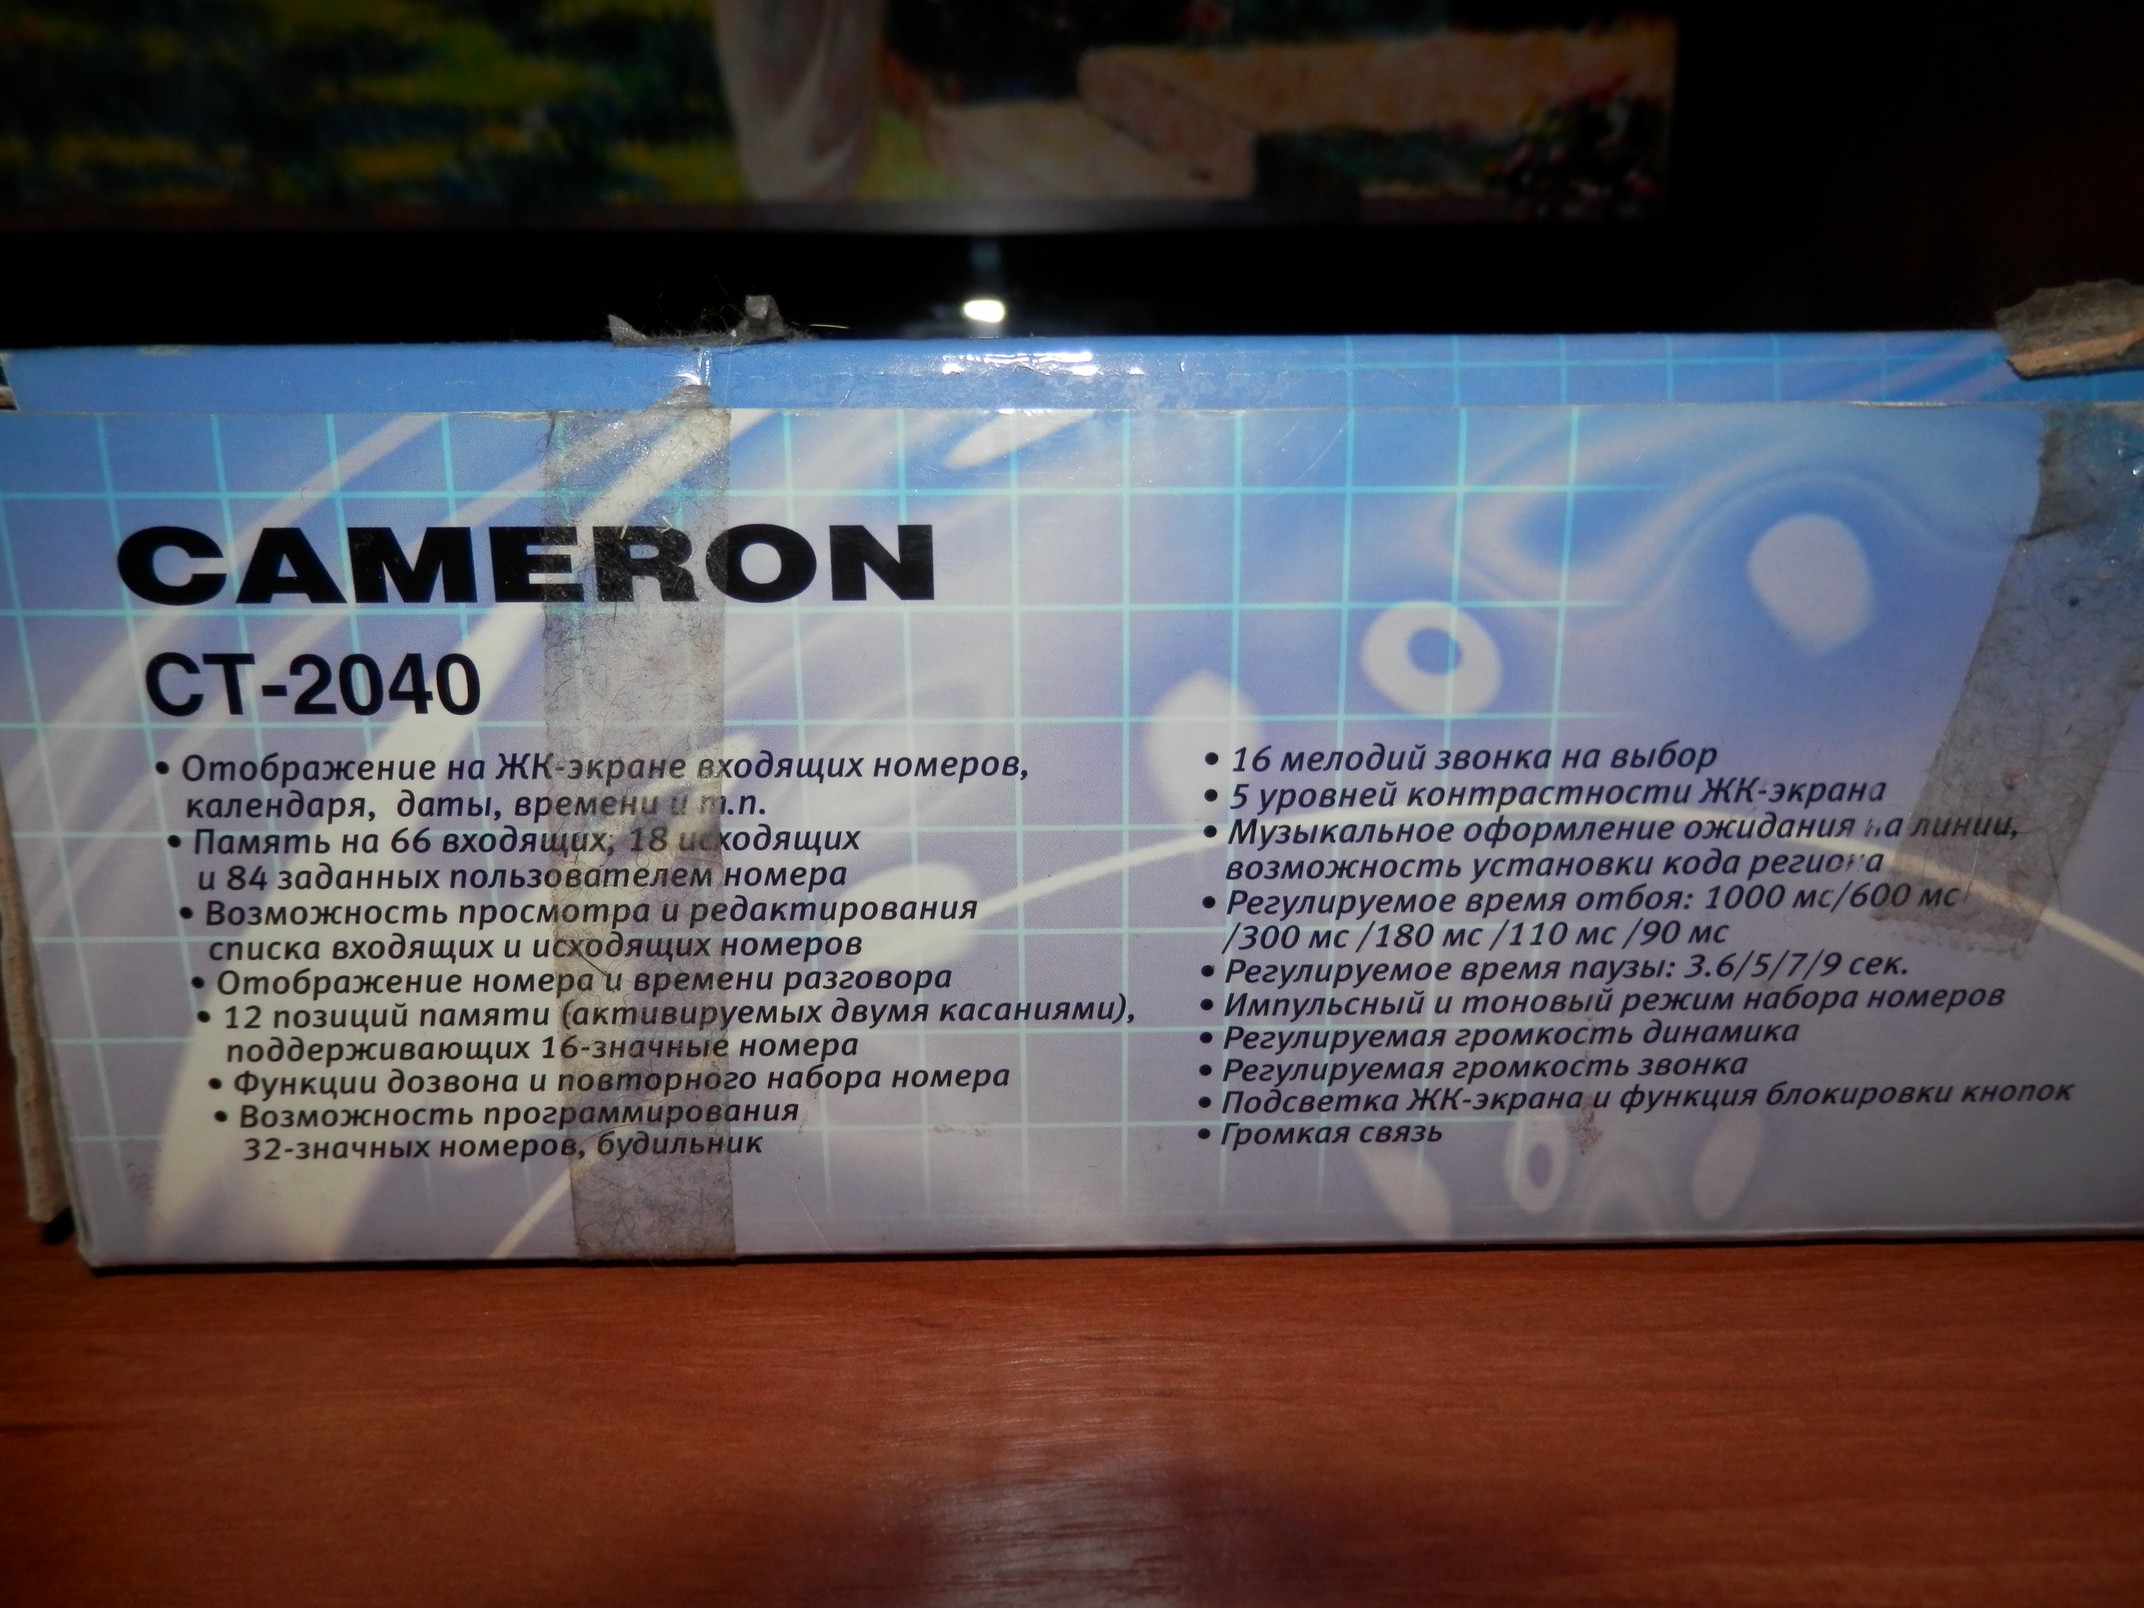 CAMERON
CT-2040
• Отображение на ЖК-экране входящих номеров,
календаря, даты, времени и т.п.
• Память на 66 входящих, 18 исходящих
и 84 заданных пользователем номера
• Возможность просмотра и редактирования
списка входящих и исходящих номеров
• Отображение номера и времени разговора
• 12 позиций памяти (активируемых двумя касаниями),
поддерживающих 16-значные номера
• Функции дозвона и повторного набора номера
• Возможность программирования
32-значных номеров, будильник
• 16 мелодий звонка на выбор
• 5 уровней контрастности ЖК-экрана
• Музыкальное оформление ожидания на линии,
возможность установки кода региона
• Регулируемое время отбоя: 1000 мс/600 мс
/300 мс /180 мс /110 мс /90 мс
• Регулируемое время паузы: 3.6/5/7/9 сек.
• Импульсный и тоновый режим набора номеров
• Регулируемая громкость динамика
• Регулируемая громкость звонка
• Подсветка ЖК-экрана и функция блокировки кнопок
• Громкая связь